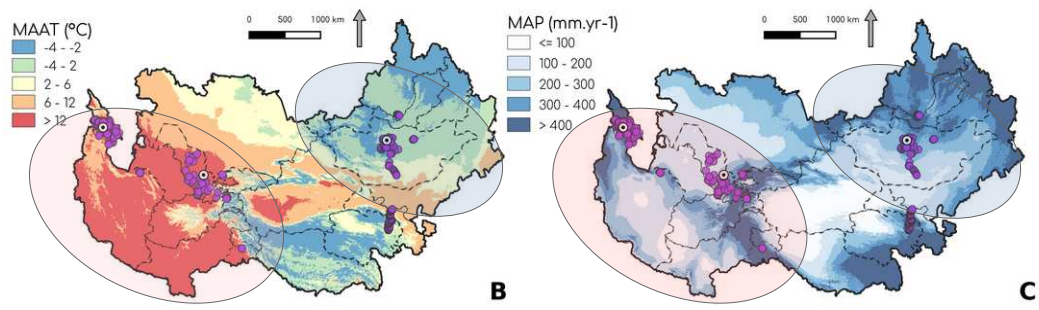 MAAT (°C)
-4 - -2
-4 - 2
2 - 6
6 - 12
> 12
0 500 1000 km
B
MAP (mm.yr-1)
<= 100
100 - 200
200 - 300
300 - 400
> 400
0 500 1000 km
C